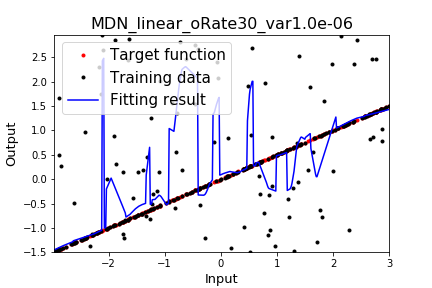 MDN_linear_oRate30_var1.0e-06
Target function
Training data
Fitting result
2.5
2.0
1.5
1.0
0.5
0.0
−0.5
−1.0
−1.5
−2
−1
0
1
2
3
Output
Input